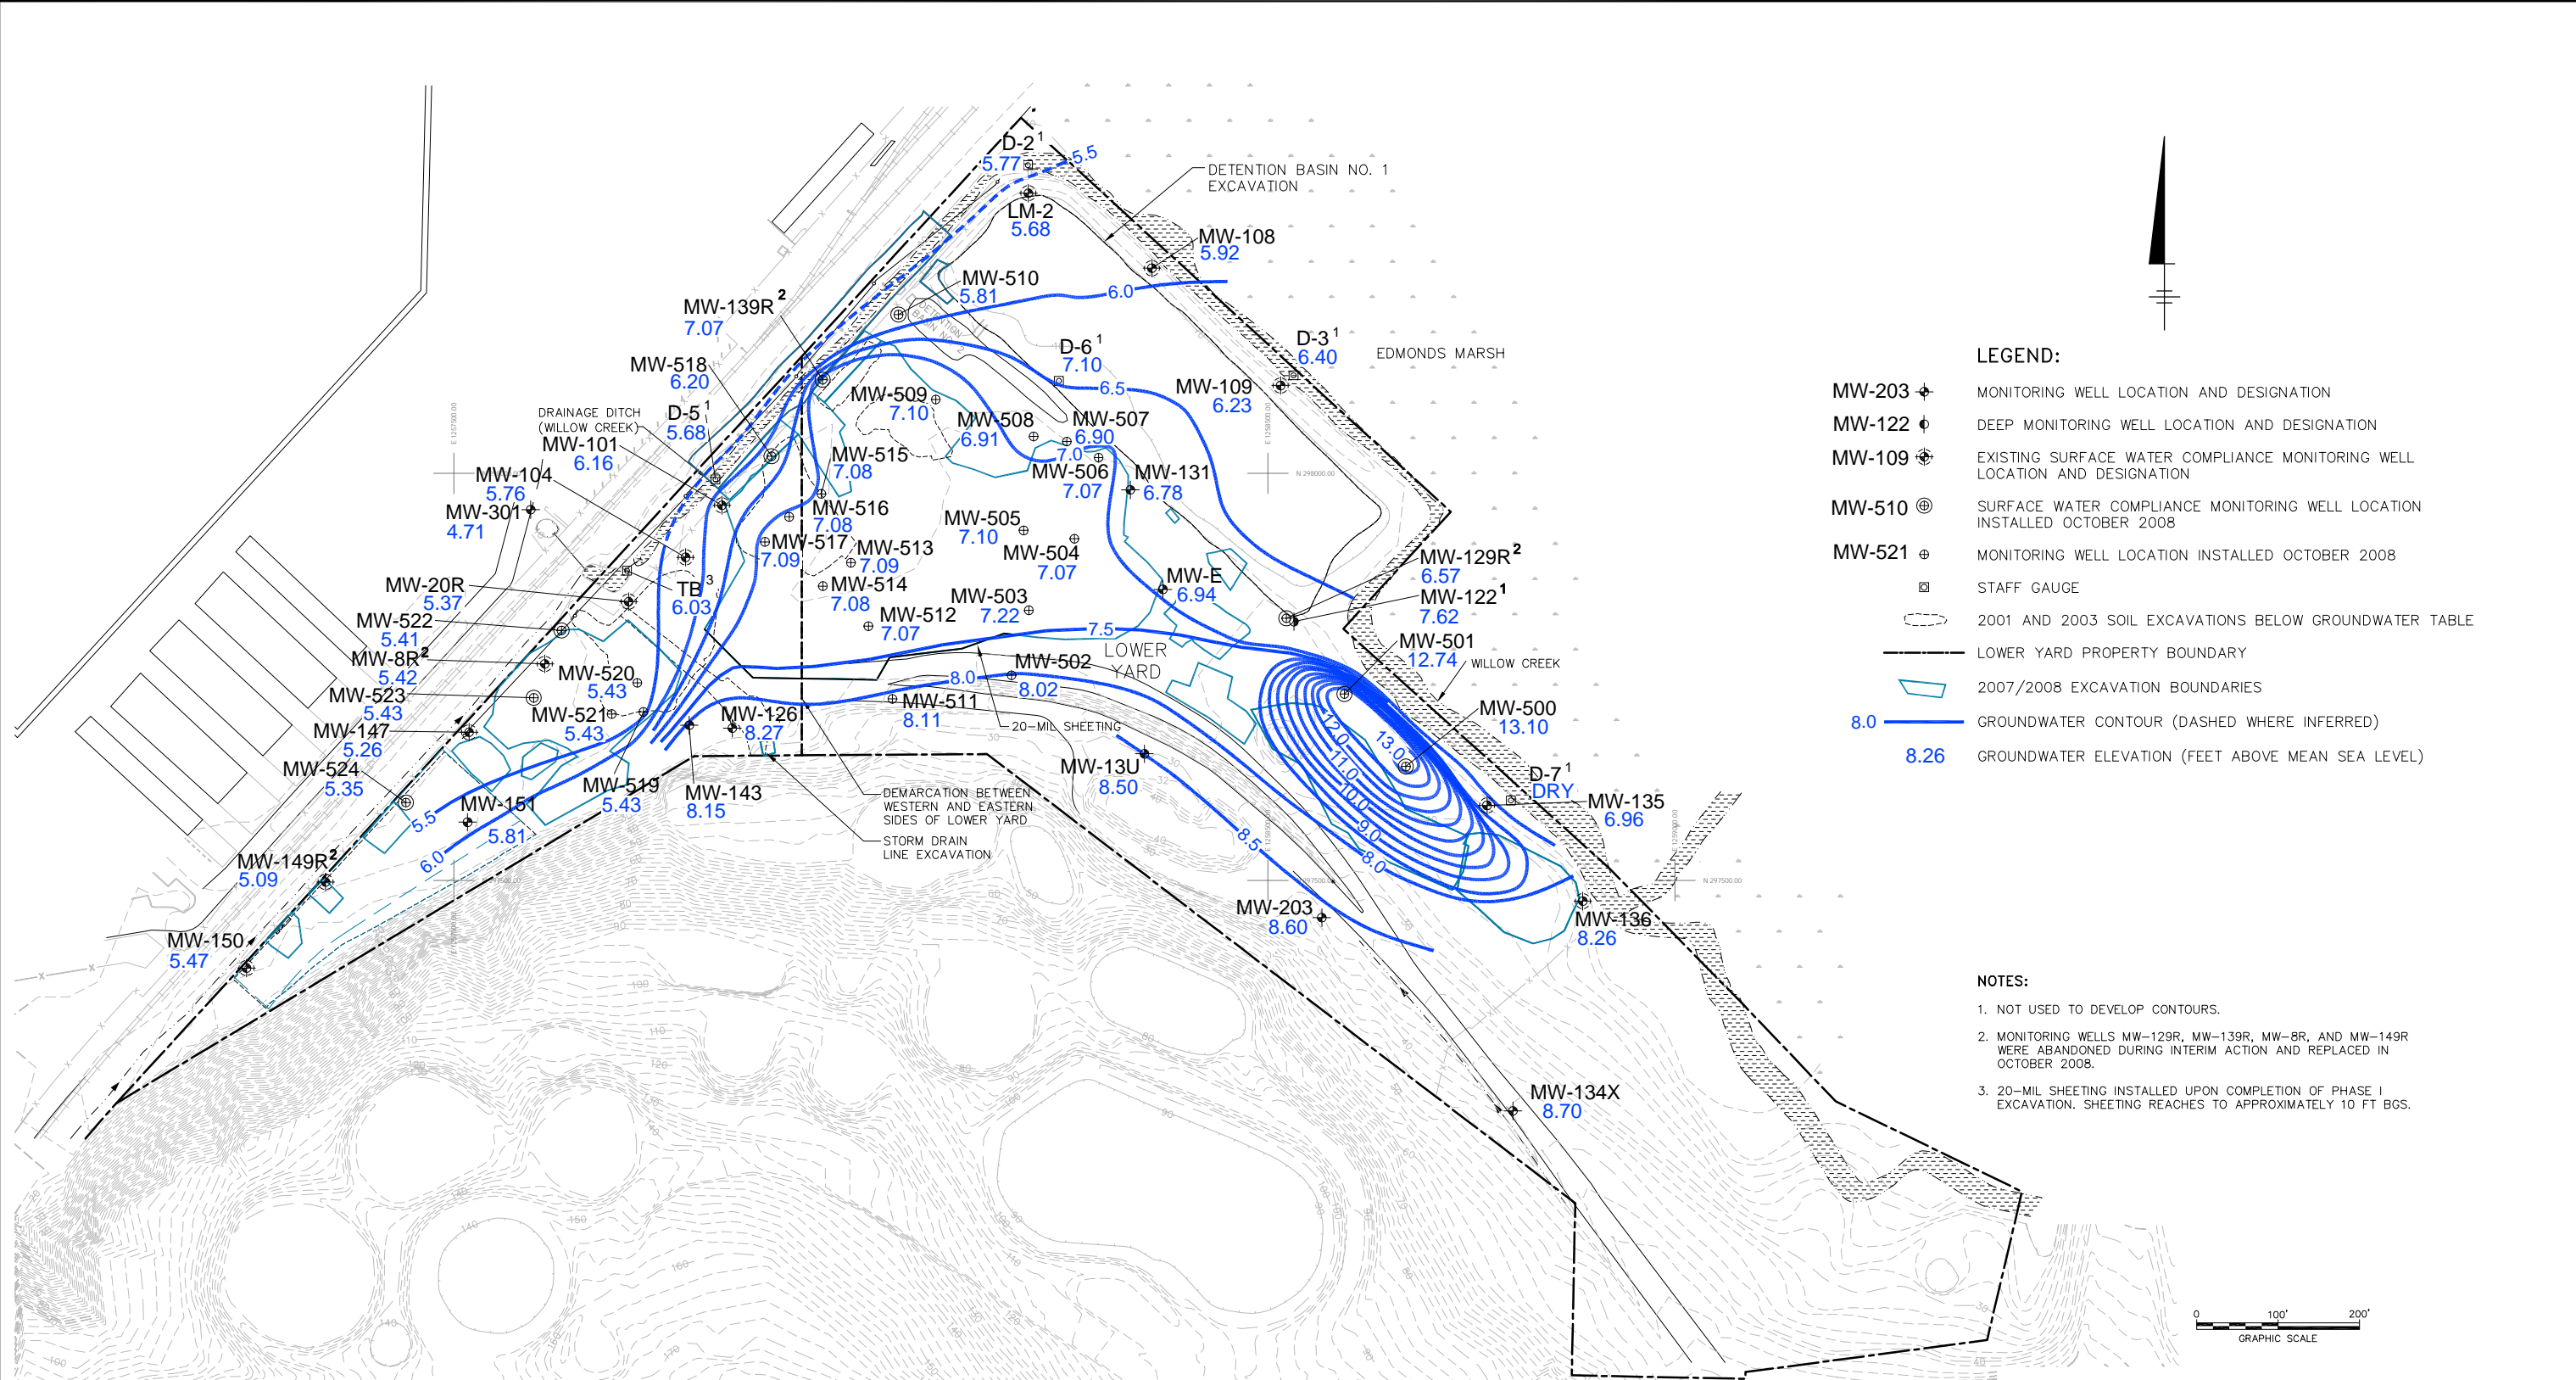 D-2 1
5.77
5.5
DETENTION BASIN NO. 1
EXCAVATION
LM-2
5.68
MW-108
5.92
MW-510
5.81
6.0
DETENTION
BASIN NO. 2
MW-139R 2
7.07
D-6 1
7.10
D-3 1
6.40
EDMONDS MARSH
MW-518
6.20
6.5
MW-109
6.23
MW-509
7.10
DRAINAGE DITCH
(WILLOW CREEK)
D-5 1
5.68
MW-508
6.91
MW-507
6.90
7.0
MW-101
6.16
MW-515
7.08
MW-506
7.07
MW-131
6.78
E 1257500.00
E 1258500.00
N 298000.00
MW-104
5.76
MW-301
4.71
MW-516
7.08
MW-505
7.10
MW-517
7.09
MW-513
7.09
MW-504
7.07
MW-129R 2
6.57
MW-122 1
7.62
MW-20R
5.37
TB 3
6.03
MW-514
7.08
MW-503
7.22
MW-E
6.94
MW-512
7.07
MW-522
5.41
7.5
MW-501
12.74
WILLOW CREEK
LOWER
YARD
MW-8R 2
5.42
MW-520
5.43
MW-502
8.02
8.0
MW-523
5.43
MW-511
8.11
MW-521
5.43
MW-126
8.27
20-MIL SHEETING
MW-500
13.10
12.0
13.0
11.0
10.0
9.0
8.0
MW-147
5.26
MW-13U
8.50
MW-524
5.35
MW-519
5.43
MW-143
8.15
D-7 1
DRY
MW-135
6.96
DEMARCATION BETWEEN
WESTERN AND EASTERN
SIDES OF LOWER YARD
STORM DRAIN
LINE EXCAVATION
5.5
MW-151
5.81
6.0
8.5
MW-149R 2
5.09
E 1259000.00
N 297500.00
MW-203
8.60
MW-136
8.26
MW-150
5.47
MW-134X
8.70
LEGEND:
MW-203 MONITORING WELL LOCATION AND DESIGNATION
MW-122 DEEP MONITORING WELL LOCATION AND DESIGNATION
MW-109 EXISTING SURFACE WATER COMPLIANCE MONITORING WELL
LOCATION AND DESIGNATION
MW-510 SURFACE WATER COMPLIANCE MONITORING WELL LOCATION
INSTALLED OCTOBER 2008
MW-521 MONITORING WELL LOCATION INSTALLED OCTOBER 2008
STAFF GAUGE
2001 AND 2003 SOIL EXCAVATIONS BELOW GROUNDWATER TABLE
LOWER YARD PROPERTY BOUNDARY
2007/2008 EXCAVATION BOUNDARIES
8.0 GROUNDWATER CONTOUR (DASHED WHERE INFERRED)
8.26 GROUNDWATER ELEVATION (FEET ABOVE MEAN SEA LEVEL)
NOTES:
1. NOT USED TO DEVELOP CONTOURS.
2. MONITORING WELLS MW-129R, MW-139R, MW-8R, AND MW-149R
WERE ABANDONED DURING INTERIM ACTION AND REPLACED IN
OCTOBER 2008.
3. 20-MIL SHEETING INSTALLED UPON COMPLETION OF PHASE I
EXCAVATION. SHEETING REACHES TO APPROXIMATELY 10 FT BGS.
0 100' 200'
GRAPHIC SCALE